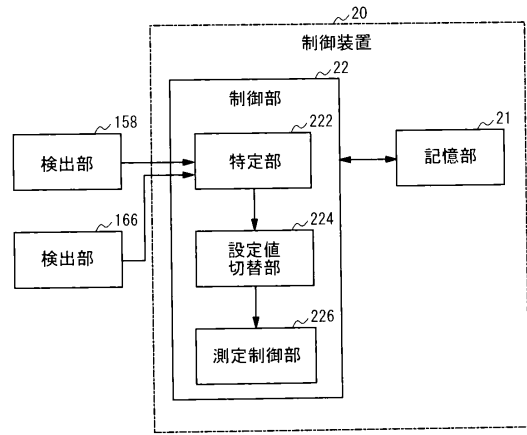 20
制御装置
22
制御部
158
検出部
222
特定部
21
記憶部
166
検出部
224
設定値
切替部
226
測定制御部